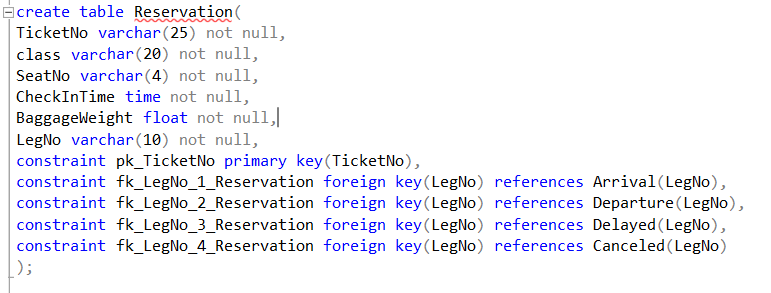 create table Reservation(
TicketNo varchar(25) not null,
class varchar(20) not null,
SeatNo varchar(4) not null,
CheckInTime time not null,
BaggageWeight float not null,
LegNo varchar(10) not null,
constraint pk_TicketNo primary key(TicketNo),
constraint fk_LegNo_1_Reservation foreign key(LegNo) references Arrival(LegNo),
constraint fk_LegNo_2_Reservation foreign key(LegNo) references Departure(LegNo),
constraint fk_LegNo_3_Reservation foreign key(LegNo) references Delayed(LegNo),
constraint fk_LegNo_4_Reservation foreign key(LegNo) references Canceled(LegNo)
);